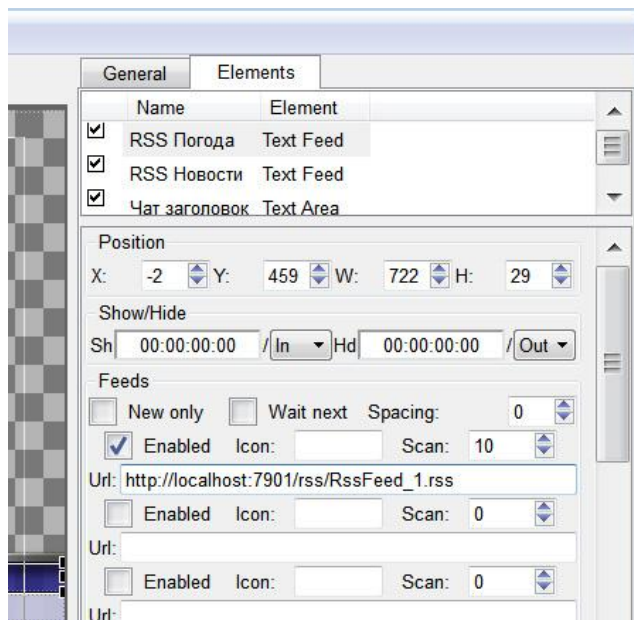 General Elements
Name Element
RSS Погода Text Feed
RSS Новости Text Feed
Чат заголовок Text Area
Position
X: -2 Y: 459 W: 722 H: 29
Show/Hide
Sh 00:00:00:00 / In Hd 00:00:00:00 / Out
Feeds
New only Wait next Spacing: 0
Enabled Icon: Scan: 10
Url: http://localhost:7901/rss/RssFeed_1.rss
Enabled Icon: Scan: 0
Url:
Enabled Icon: Scan: 0
Url: